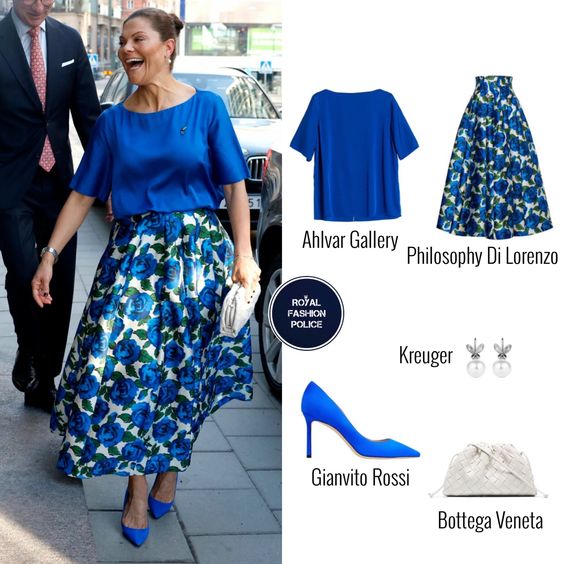 Ahlvar Gallery
Philosophy Di Lorenzo
ROYAL
FASHION
POLICE
Kreuger
Gianvito Rossi
Bottega Veneta